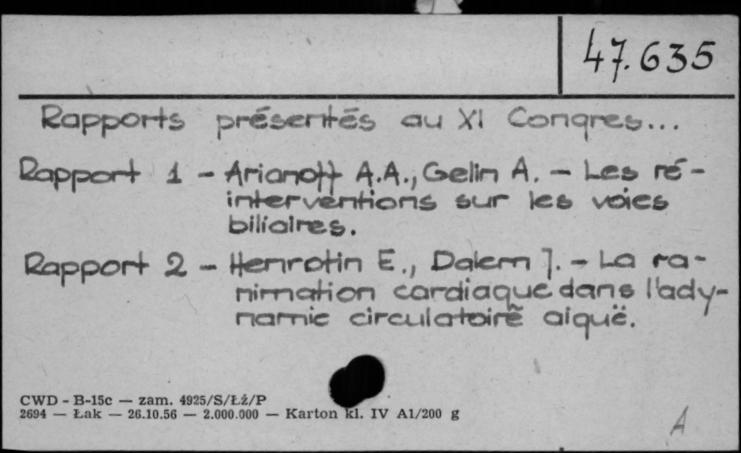 47.635
Rapports présentés au XI Congres...
Rapport 1 - Arianoff A.A., Gelin A. - Les ré-
interventions sur les voies
biliaires.
Rapport 2 - Henrotin E., Dalem J. - La ra-
nimation cardiaque dans l'ady-
namie circulatoire aiquë.
CWD - B-15c — zam. 4925/S/Łż/P
2694 — Łak — 26.10.56 — 2.000.000 — Karton kl. IV A1/200 g
A